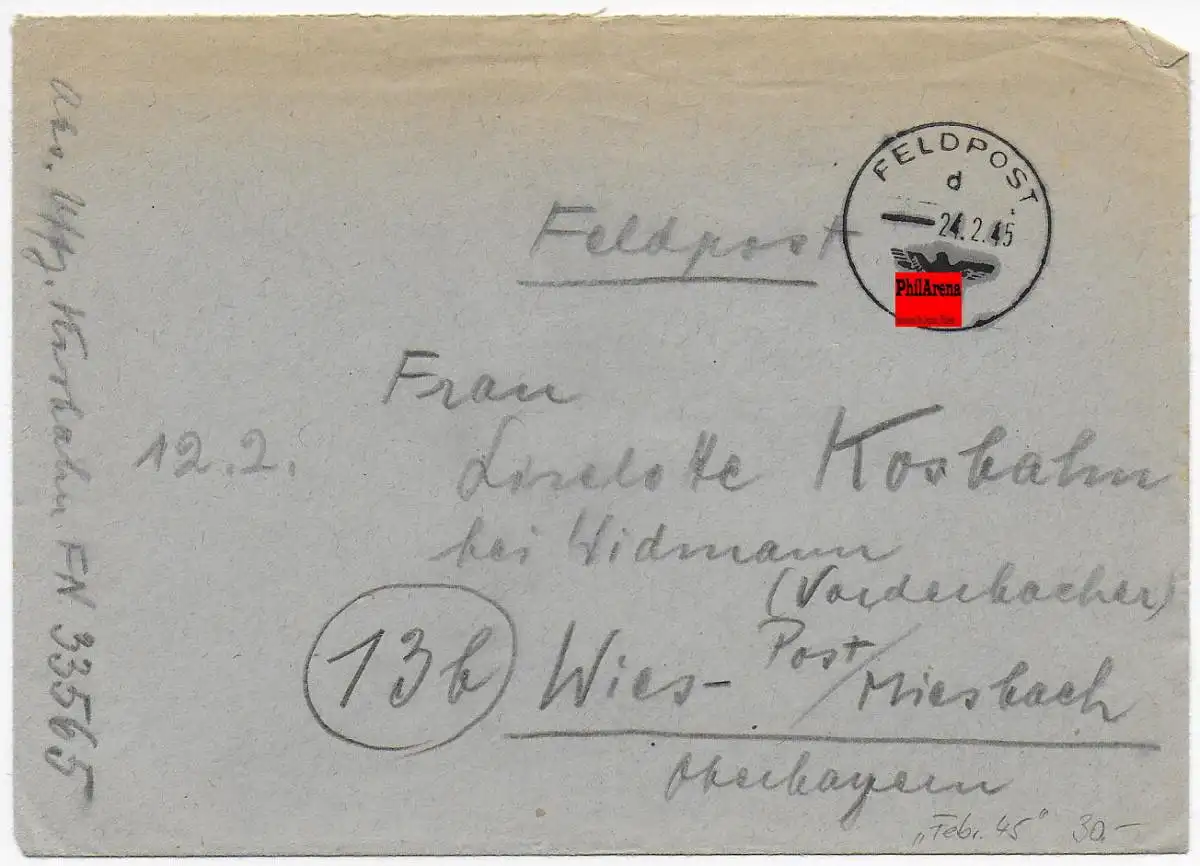 FELDPOST
d
24.2.45
PhilArena
Feldpost
Frau
12.2.
Liselotte Kosbahn
bei Widmann
(Vorderbacher)
13b Wies- Post / Miesbach
Oberbayern
"Febr. 45" 30.-
FN 33565